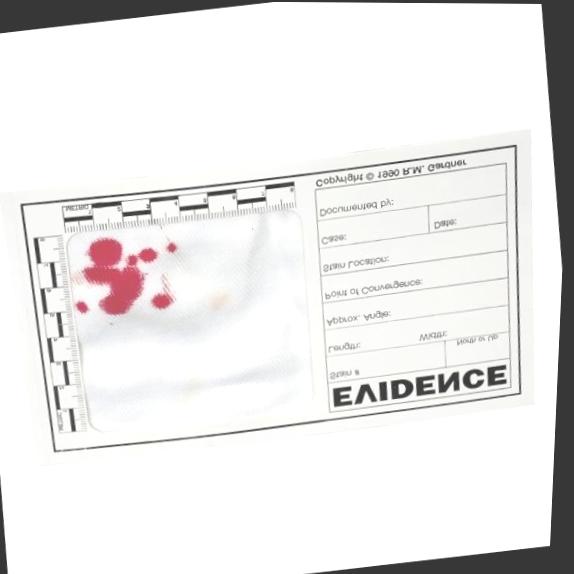 EVIDENCE
Stain #
North or Up
Length: Width:
Approx. Angle:
Point of Convergence:
Stain Location:
Case: Date:
Documented by:
Copyright © 1990 R.M. Gardner
METRIC